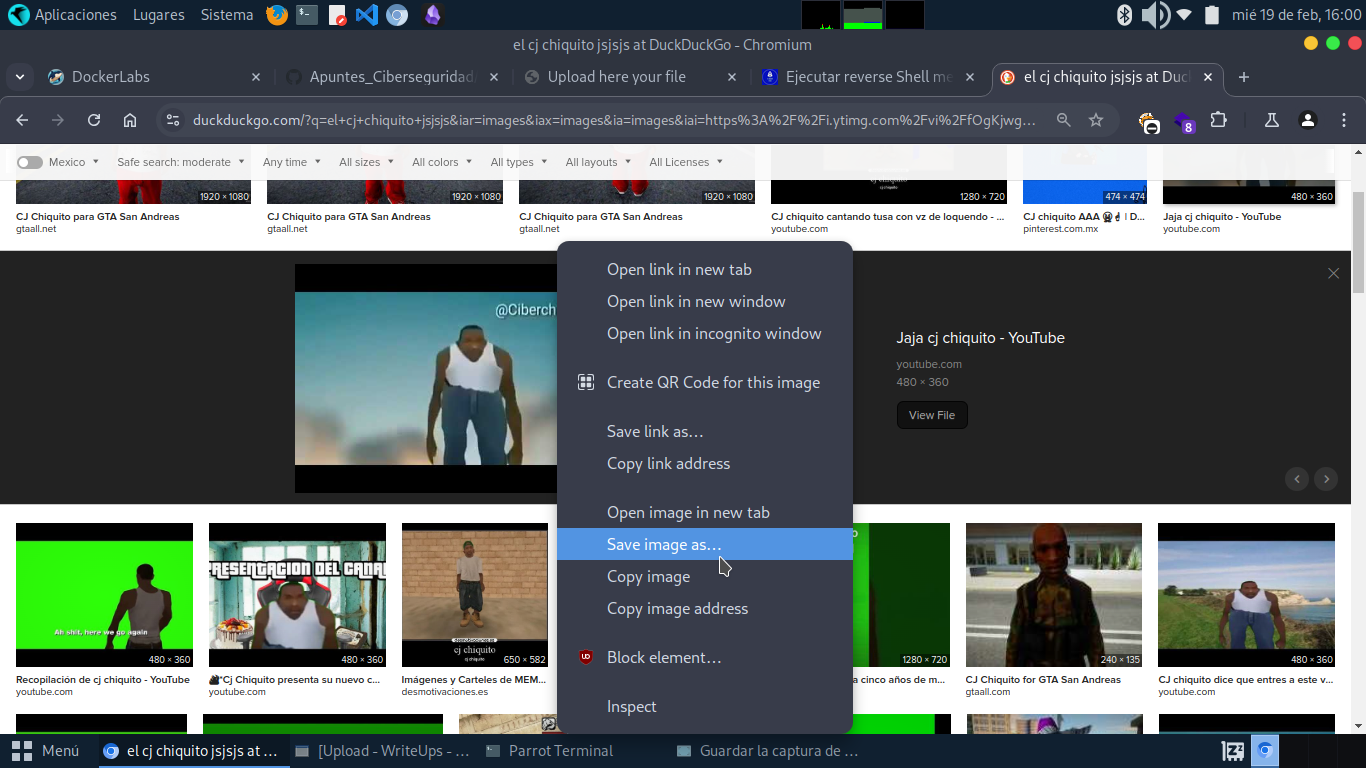 Aplicaciones Lugares Sistema mié 19 de feb, 16:00
el cj chiquito jsjsjs at DuckDuckGo - Chromium
DockerLabs Apuntes_Ciberseguridad Upload here your file Ejecutar reverse Shell me el cj chiquito jsjsjs at Duc
duckduckgo.com/?q=el+cj+chiquito+jsjsjs&iar=images&iax=images&ia=images&iai=https%3A%2F%2Fi.ytimg.com%2Fvi%2FfOgKjwg... 8
Mexico Safe search: moderate Any time All sizes All colors All types All layouts All Licenses
1920 × 1080 1920 × 1080 1920 × 1080 1280 × 720 474 × 474 480 × 360
CJ Chiquito para GTA San Andreas CJ Chiquito para GTA San Andreas CJ Chiquito para GTA San Andreas CJ chiquito cantando tusa con vz de loquendo - ... CJ chiquito AAA | D... Jaja cj chiquito - YouTube
gtaall.net gtaall.net gtaall.net youtube.com pinterest.com.mx youtube.com
@Ciberch
Jaja cj chiquito - YouTube
youtube.com
480 × 360
View File
Open link in new tab
Open link in new window
Open link in incognito window
Create QR Code for this image
Save link as...
Copy link address
Open image in new tab
Save image as...
Copy image
Copy image address
Block element...
Inspect
Ah shit, here we go again
PRESENTACION DEL CANA
cj chiquito
cj chiquito
480 × 360 480 × 360 650 × 582 1280 × 720 240 × 135 480 × 360
Recopilación de cj chiquito - YouTube *Cj Chiquito presenta su nuevo c... Imágenes y Carteles de MEM... a cinco años de m... CJ Chiquito for GTA San Andreas CJ chiquito dice que entres a este v...
youtube.com youtube.com desmotivaciones.es gtaall.com youtube.com
Menú el cj chiquito jsjsjs at ... [Upload - WriteUps - ... Parrot Terminal Guardar la captura de ...